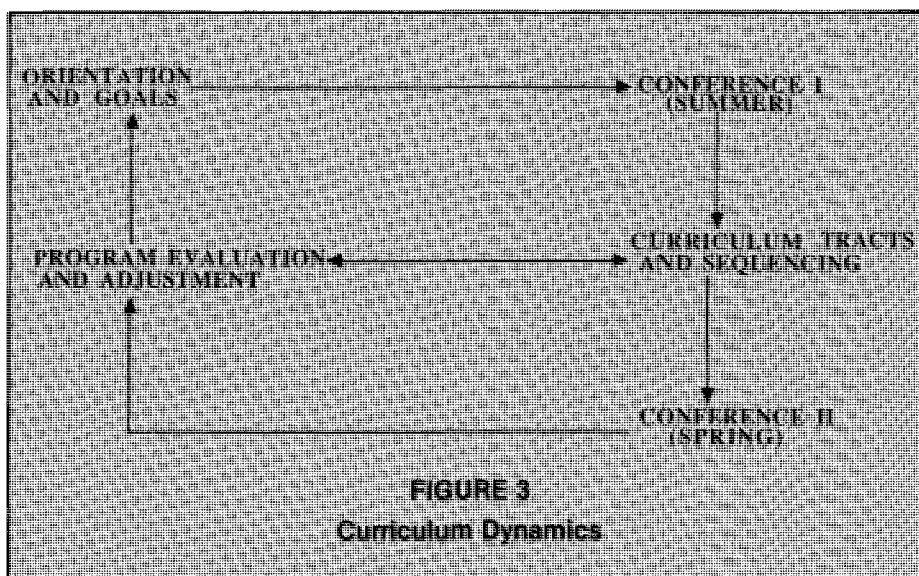 ORIENTATION
AND GOALS
CONFERENCE I
(SUMMER)
PROGRAM EVALUATION
AND ADJUSTMENT
CURRICULUM TRACTS
AND SEQUENCING
CONFERENCE II
(SPRING)
FIGURE 3
Curriculum Dynamics